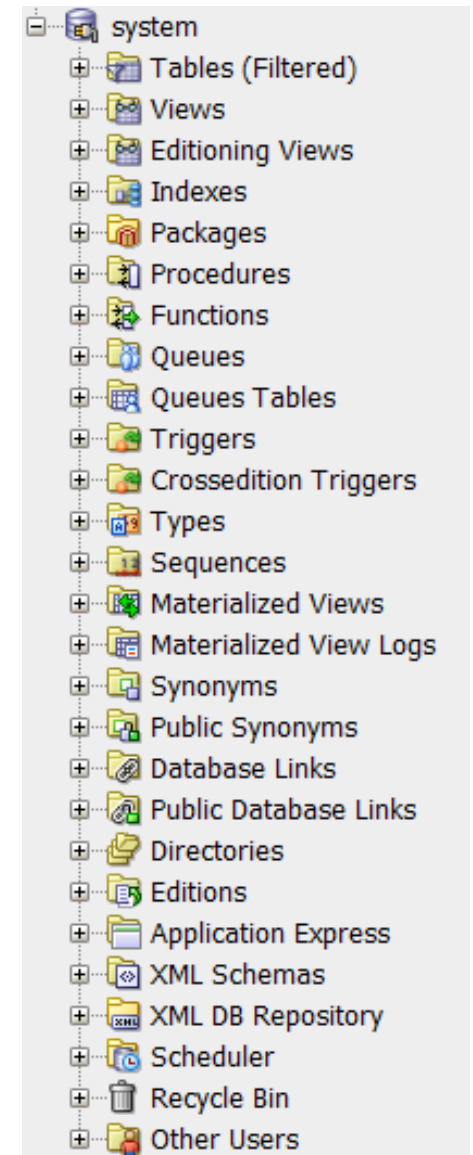 system
Tables (Filtered)
Views
Editioning Views
Indexes
Packages
Procedures
Functions
Queues
Queues Tables
Triggers
Crossedition Triggers
Types
Sequences
Materialized Views
Materialized View Logs
Synonyms
Public Synonyms
Database Links
Public Database Links
Directories
Editions
Application Express
XML Schemas
XML DB Repository
Scheduler
Recycle Bin
Other Users